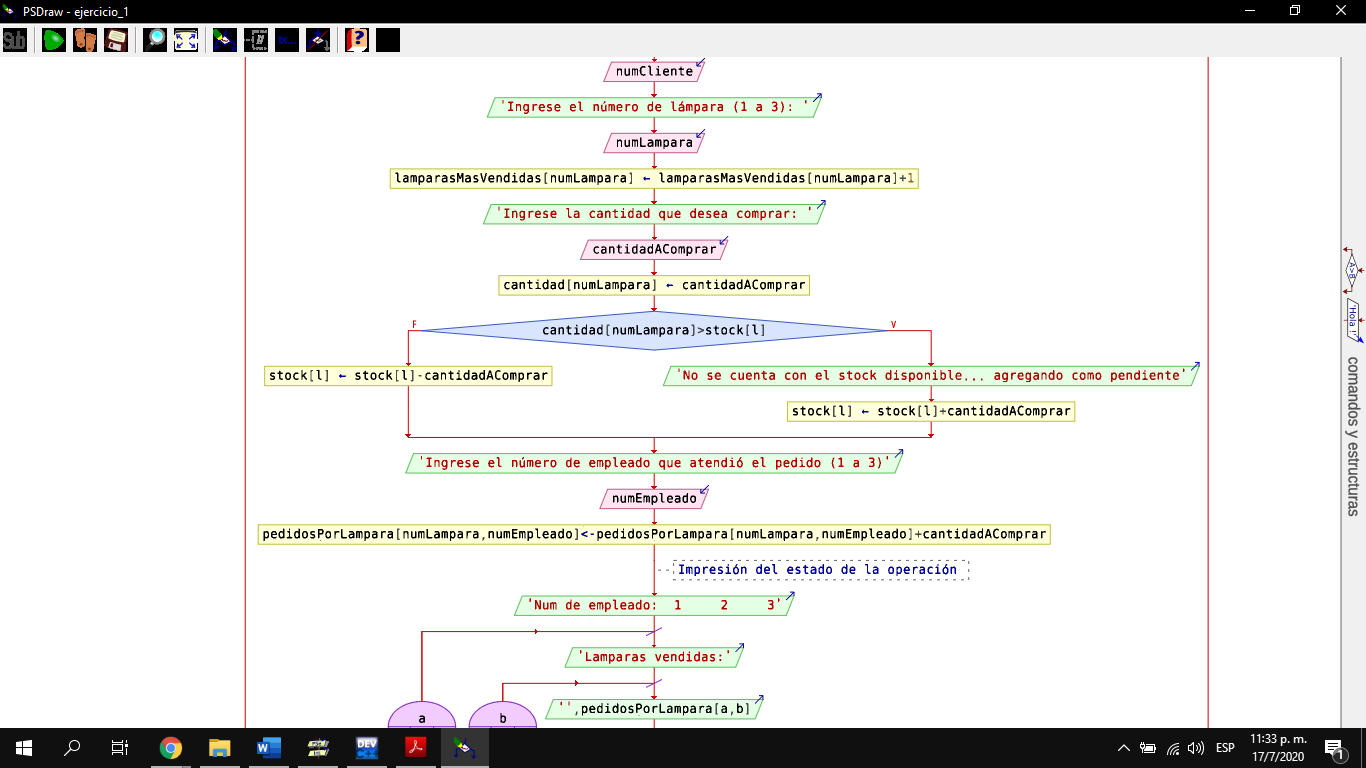 PSDraw - ejercicio_1
Sub
numCliente
'Ingrese el número de lámpara (1 a 3): '
numLampara
lamparasMasVendidas[numLampara] ← lamparasMasVendidas[numLampara]+1
'Ingrese la cantidad que desea comprar: '
cantidadAComprar
cantidad[numLampara] ← cantidadAComprar
F
cantidad[numLampara]>stock[l]
V
stock[l] ← stock[l]-cantidadAComprar
'No se cuenta con el stock disponible... agregando como pendiente'
stock[l] ← stock[l]+cantidadAComprar
'Ingrese el número de empleado que atendió el pedido (1 a 3)'
numEmpleado
pedidosPorLampara[numLampara,numEmpleado]<-pedidosPorLampara[numLampara,numEmpleado]+cantidadAComprar
Impresión del estado de la operación
'Num de empleado:  1     2     3'
'Lamparas vendidas:'
'',pedidosPorLampara[a,b]
a
b
A>B
'Hola !'
comandos y estructuras
DEV
ESP
11:33 p. m.
17/7/2020
1